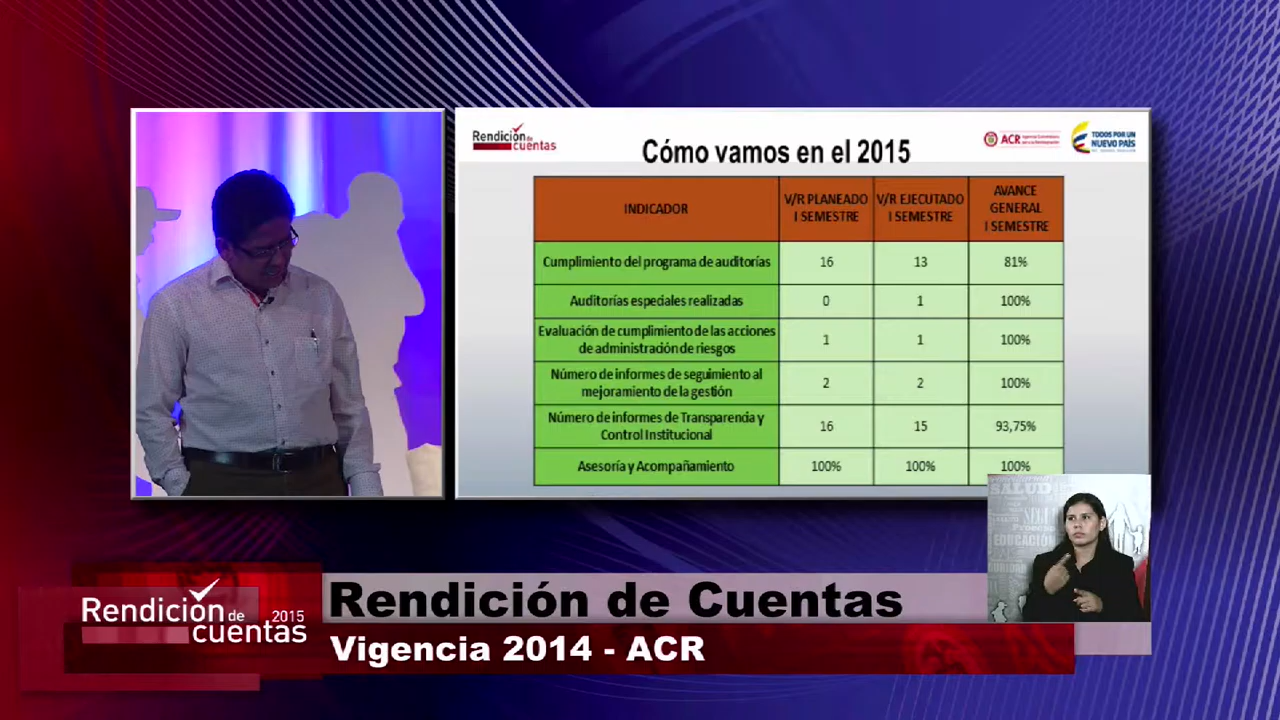 Rendición de
cuentas
Cómo vamos en el 2015
ACR
TODOS POR UN
NUEVO PAÍS
INDICADOR
V/R PLANEADO
I SEMESTRE
V/R EJECUTADO
I SEMESTRE
AVANCE
GENERAL
I SEMESTRE
Cumplimiento del programa de auditorías 16 13 81%
Auditorías especiales realizadas 0 1 100%
Evaluación de cumplimiento de las acciones
de administración de riesgos 1 1 100%
Número de informes de seguimiento al
mejoramiento de la gestión 2 2 100%
Número de informes de Transparencia y
Control Institucional 16 15 93,75%
Asesoría y Acompañamiento 100% 100% 100%
SALUD
EDUCACIÓN
Rendición de 2015
cuentas
Rendición de Cuentas
Vigencia 2014 - ACR